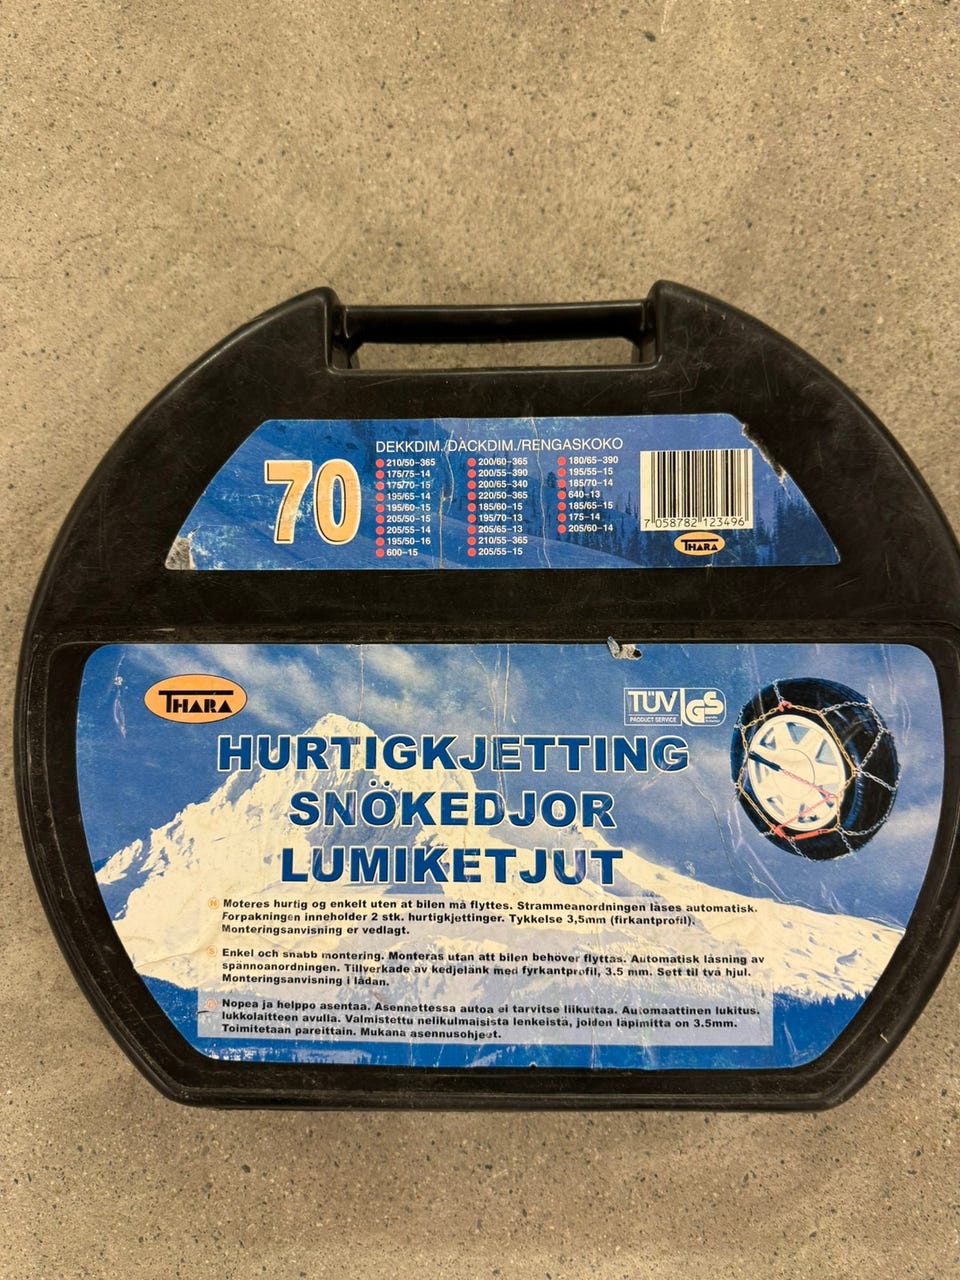 DEKKDIM./DÄCKDIM./RENGASKOKO
70
210/50-365
175/75-14
175/70-15
195/65-14
195/60-15
205/50-15
205/55-14
195/50-16
600-15
200/60-365
200/55-390
200/65-340
220/50-365
185/60-15
195/70-13
205/65-13
210/55-365
205/55-15
180/65-390
195/55-15
185/70-14
640-13
185/65-15
175-14
205/60-14
7 058782 123496
THARA
THARA
TÜV
PRODUCT SERVICE
GS
HURTIGKJETTING
SNÖKEDJOR
LUMIKETJUT
N Moteres hurtig og enkelt uten at bilen må flyttes. Strammeanordningen låses automatisk.
Forpakningen inneholder 2 stk. hurtigkjettinger. Tykkelse 3,5mm (firkantprofil).
Monteringsanvisning er vedlagt.
S Enkel och snabb montering. Monteras utan att bilen behöver flyttas. Automatisk låsning av
spännoanordningen. Tillverkade av kedjelänk med fyrkantprofil, 3.5 mm. Sett til två hjul.
Monteringsanvisning i lådan.
Nopea ja helppo asentaa. Asennettessa autoa ei tarvitse liikuttaa. Automaattinen lukitus.
lukkolaitteen avulla. Valmistettu nelikulmaisista lenkeistä, joiden läpimitta on 3.5mm.
Toimitetaan pareittain. Mukana asennusohjeet.